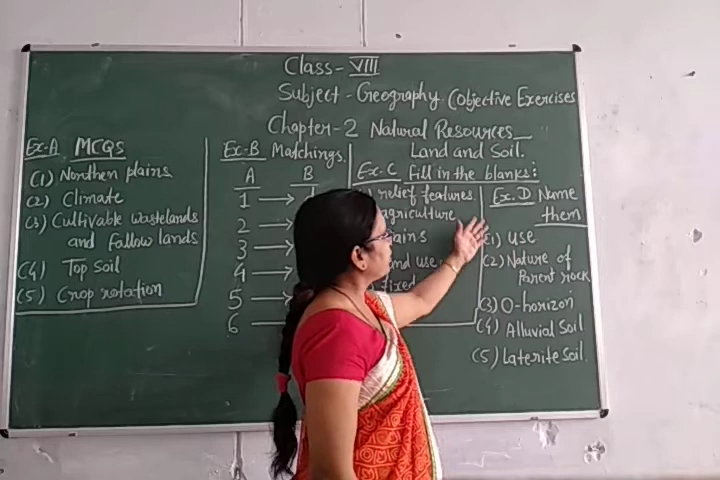 Class-VIII
Subject - Geography (Objective Exercises
Chapter-2 Natural Resources_
Land and Soil.
Ex-A MCQS
(1) Northen plains
(2) Climate
(3) Cultivable wastelands
and Fallow lands
(4) Top Soil
(5) Crop rotation
Ex-B Matchings.
A B
1 →
2 →
3 →
4 →
5 →
6
Ex-C Fill in the blanks:
relief features
agriculture
use
fixed
Ex-D Name
them
(1) use
(2) Nature of
Parent rock
(3) O-horizon
(4) Alluvial Soil
(5) Laterite Soil.